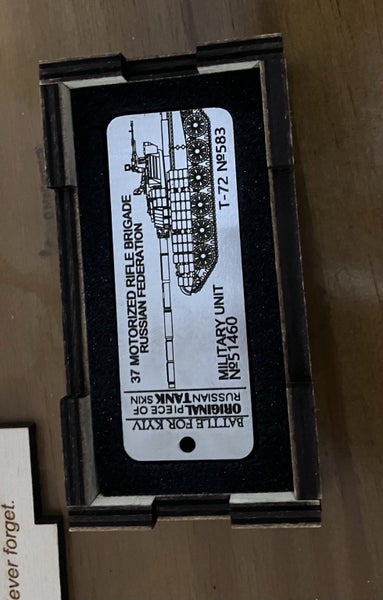 37 MOTORIZED RIFLE BRIGADE
RUSSIAN FEDERATION
MILITARY UNIT
№51460
T-72 №583
BATTLE FOR KYIV
ORIGINAL PIECE OF
RUSSIAN TANK SKIN
ever forget.